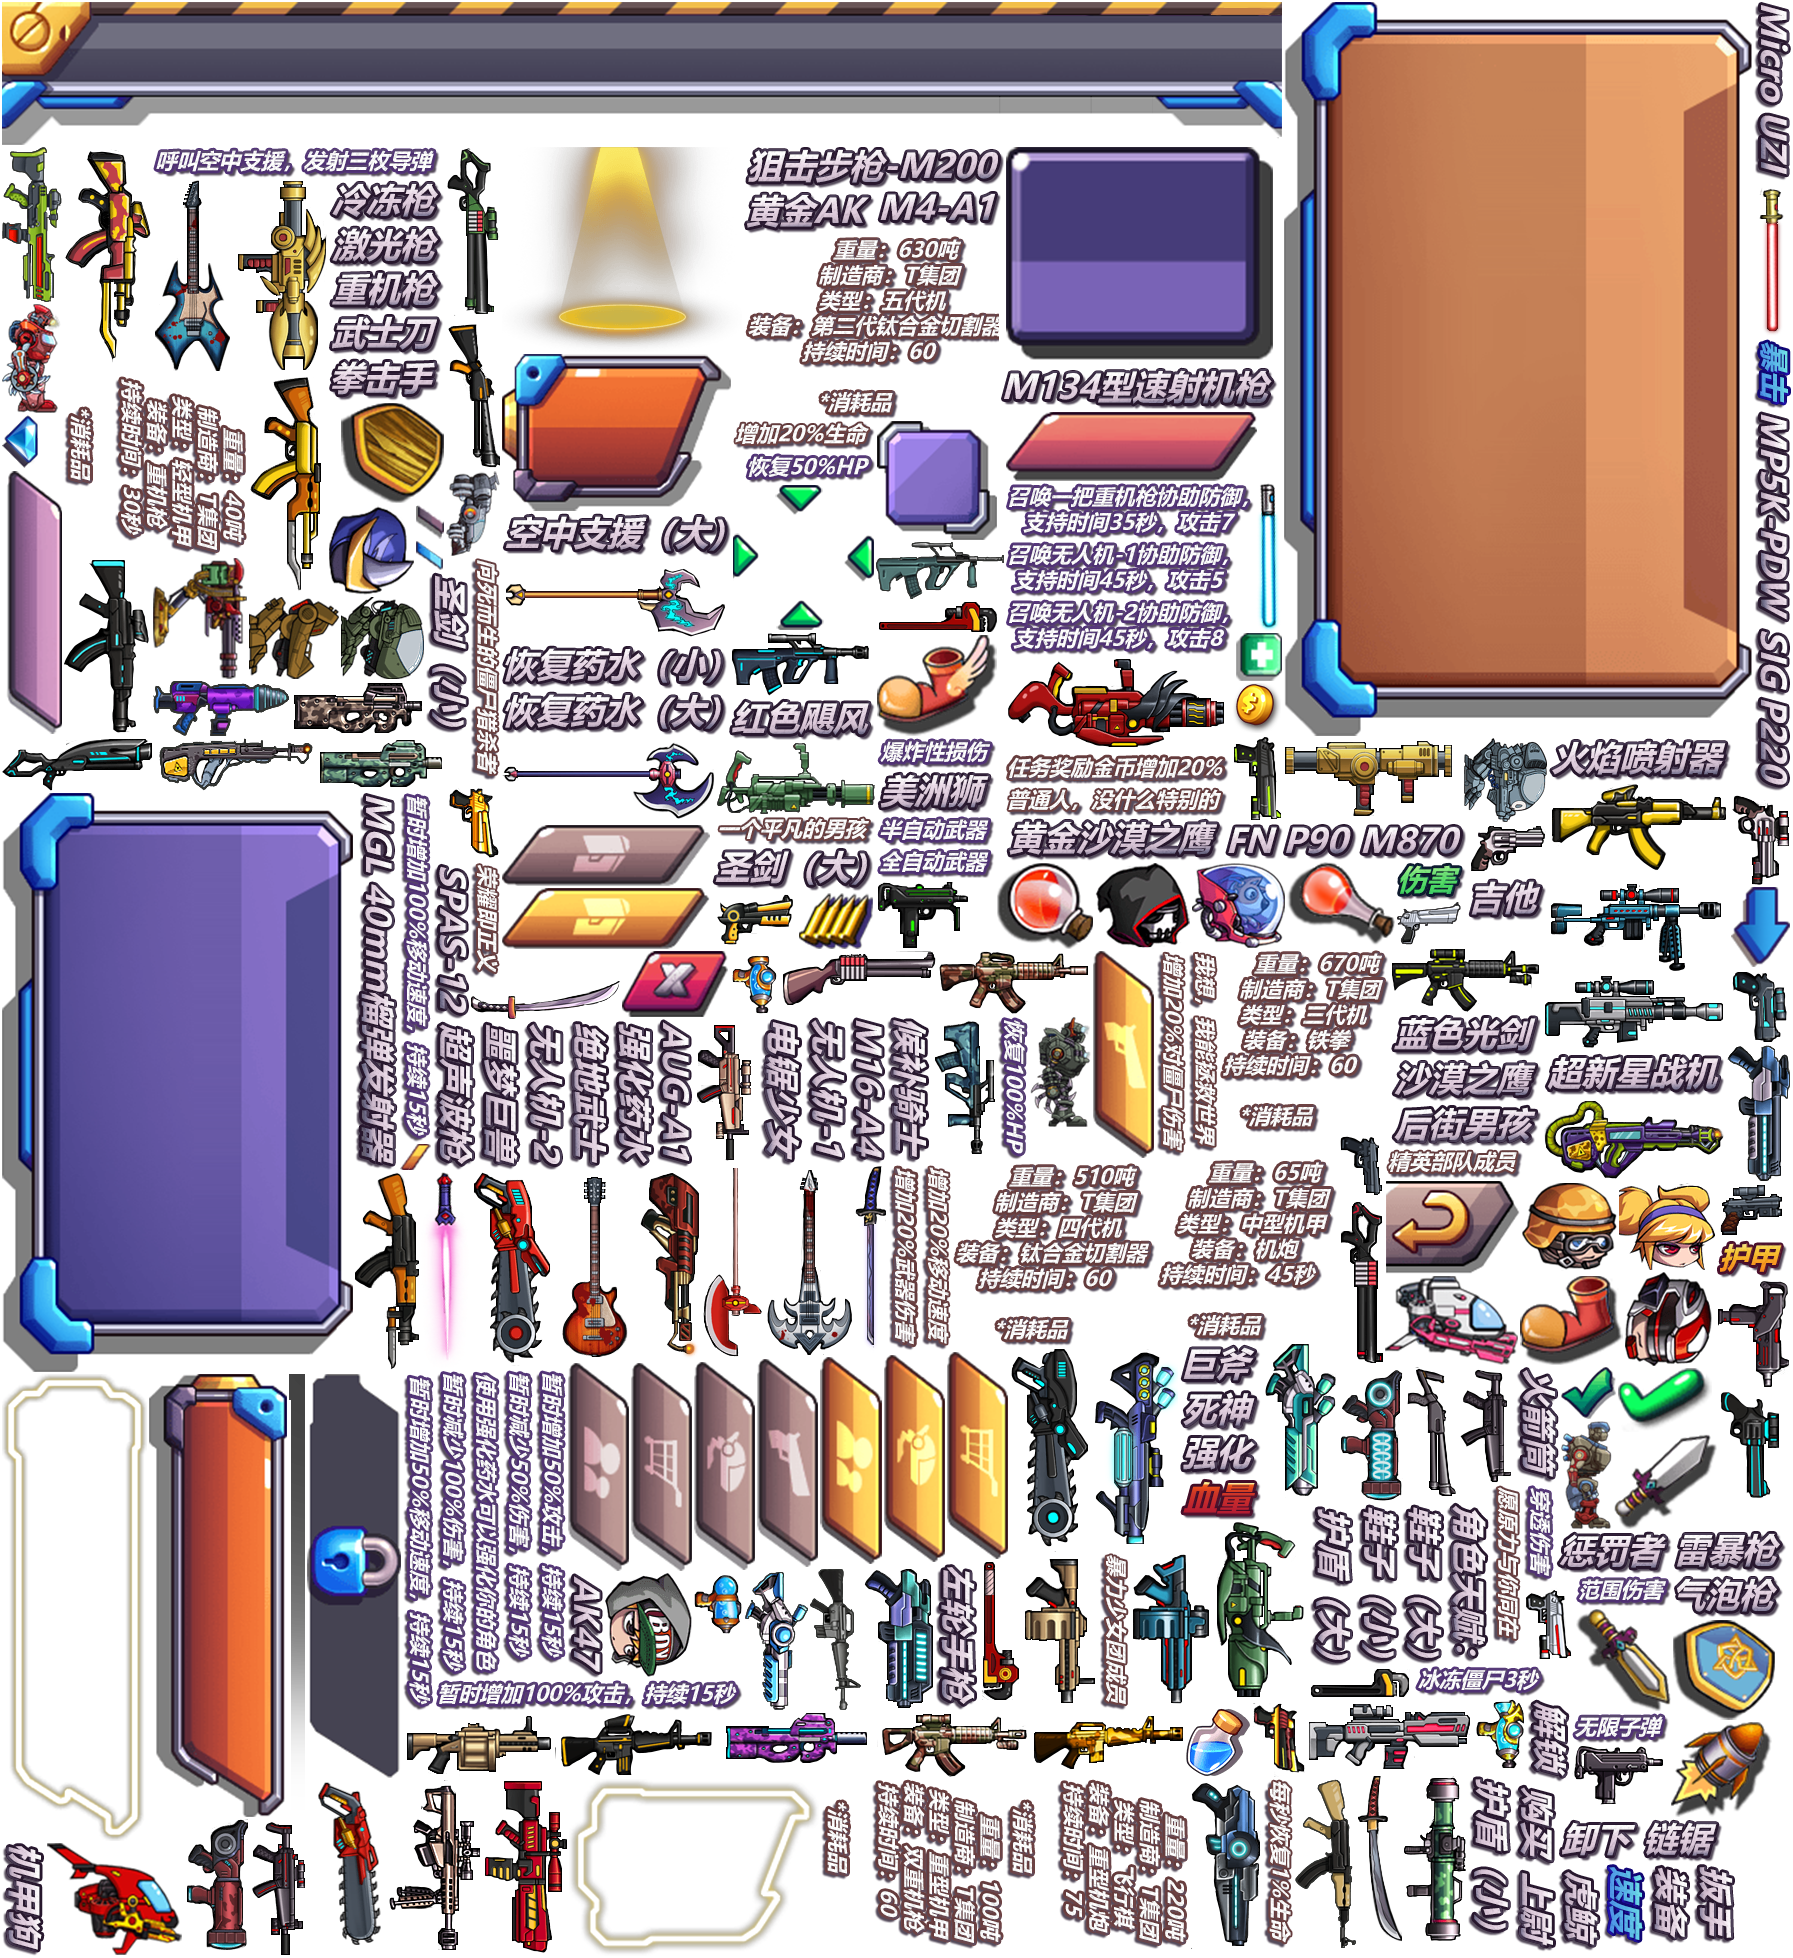 Micro UZI
呼叫空中支援，发射三枚导弹
冷冻枪
激光枪
重机枪
武士刀
拳击手
狙击步枪-M200
黄金AK M4-A1
重量：630吨
制造商：T集团
类型：五代机
装备：第二代钛合金切割器
持续时间：60
*消耗品
增加20%生命
恢复50%HP
M134型速射机枪
暴击
MP5K-PDW SIG P220
重量：40吨
制造商：T集团
类型：轻型机甲
装备：重机枪
持续时间：30秒
*消耗品
空中支援（大）
召唤一把重机枪协助防御，
支持时间35秒，攻击7
召唤无人机-1协助防御，
支持时间45秒，攻击5
召唤无人机-2协助防御，
支持时间45秒，攻击8
向死而生的僵尸猎杀者
圣剑（小）
恢复药水（小）
恢复药水（大）
红色飓风
爆炸性损伤
美洲狮
半自动武器
全自动武器
任务奖励金币增加20%
普通人，没什么特别的
黄金沙漠之鹰 FN P90 M870
火焰喷射器
一个平凡的男孩
圣剑（大）
伤害
吉他
MGL 40mm榴弹发射器
暂时增加100%移动速度，持续15秒
SPAS-12
荣耀即正义
超声波枪
噩梦巨兽
无人机-2
绝地武士
强化药水
AUG-A1
电锯少女
无人机-1
M16-A4
候补骑士
恢复100%HP
我想，我能拯救世界
增加20%对僵尸伤害
重量：670吨
制造商：T集团
类型：三代机
装备：铁拳
持续时间：60
*消耗品
蓝色光剑
沙漠之鹰
后街男孩
精英部队成员
超新星战机
增加20%移动速度
增加20%武器伤害
重量：510吨
制造商：T集团
类型：四代机
装备：钛合金切割器
持续时间：60
*消耗品
重量：65吨
制造商：T集团
类型：中型机甲
装备：机炮
持续时间：45秒
*消耗品
护甲
巨斧
死神
强化
血量
火箭筒
暂时增加50%攻击，持续15秒
暂时减少50%伤害，持续15秒
使用强化药水可以强化你的角色
暂时减少100%伤害，持续15秒
暂时增加50%移动速度，持续15秒
暂时增加100%攻击，持续15秒
AK47
BDN
左轮手枪
暴力少女团成员
护盾（大）
鞋子（小）
鞋子（大）
角色天赋：
愿原力与你同在
穿透伤害
惩罚者 雷暴枪
范围伤害
气泡枪
冰冻僵尸3秒
解锁
无限子弹
护盾（小）
购买
上尉
卸下 链锯
虎鲸
速度
装备
扳手
机甲狗
*消耗品
重量：100吨
制造商：T集团
类型：重型机甲
装备：双重机枪
持续时间：60
*消耗品
重量：220吨
制造商：T集团
类型：飞行棋
装备：重型机炮
持续时间：75
每秒恢复1%生命